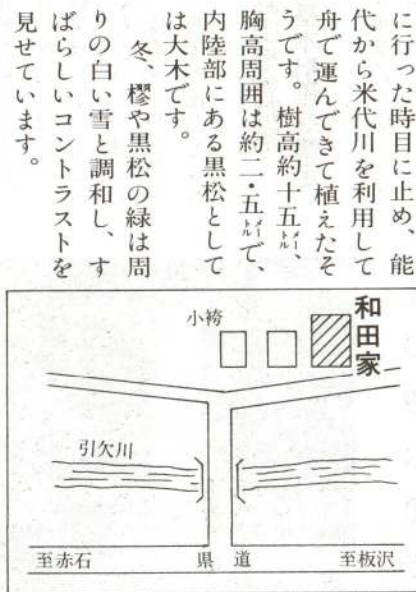 に行った時目に止め、能
代から米代川を利用して
舟で運んできて植えたそ
うです。樹高約十五メートル、
胸高周囲は約二・五メートルで、
内陸部にある黒松として
は大木です。
冬、檪や黒松の緑は周
りの白い雪と調和し、す
ばらしいコントラストを
見せています。
和田家
小袴
引欠川
至赤石
県道
至板沢